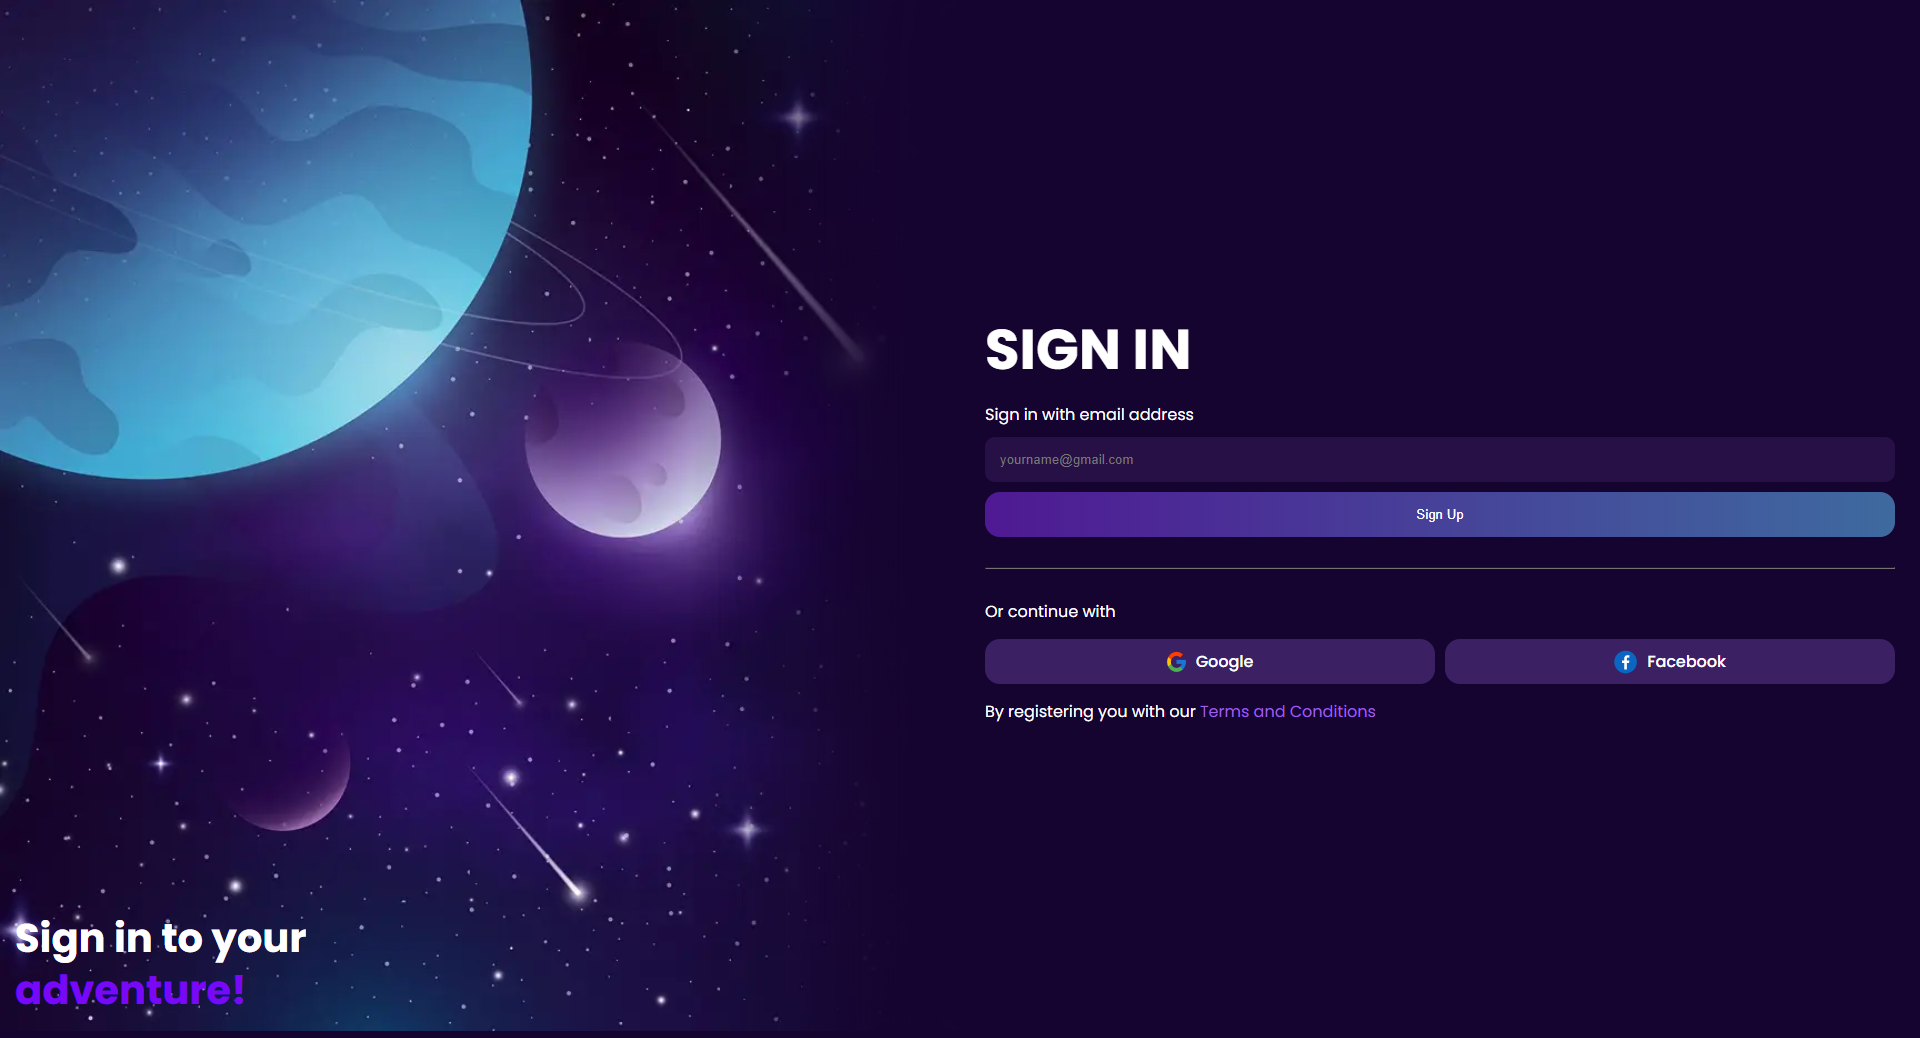 SIGN IN
Sign in with email address
yourname@gmail.com
Sign Up
Or continue with
Google
Facebook
By registering you with our Terms and Conditions
Sign in to your
adventure!